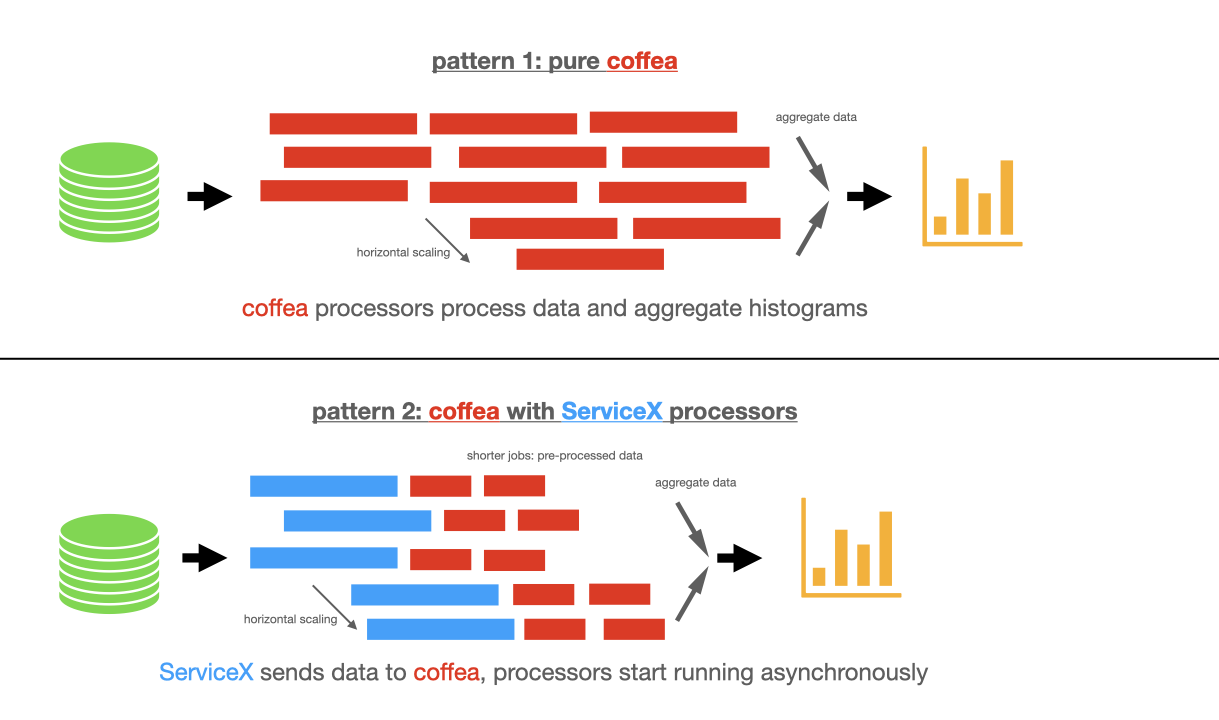 pattern 1: pure coffea
aggregate data
horizontal scaling
coffea processors process data and aggregate histograms
pattern 2: coffea with ServiceX processors
shorter jobs: pre-processed data
aggregate data
horizontal scaling
ServiceX sends data to coffea, processors start running asynchronously